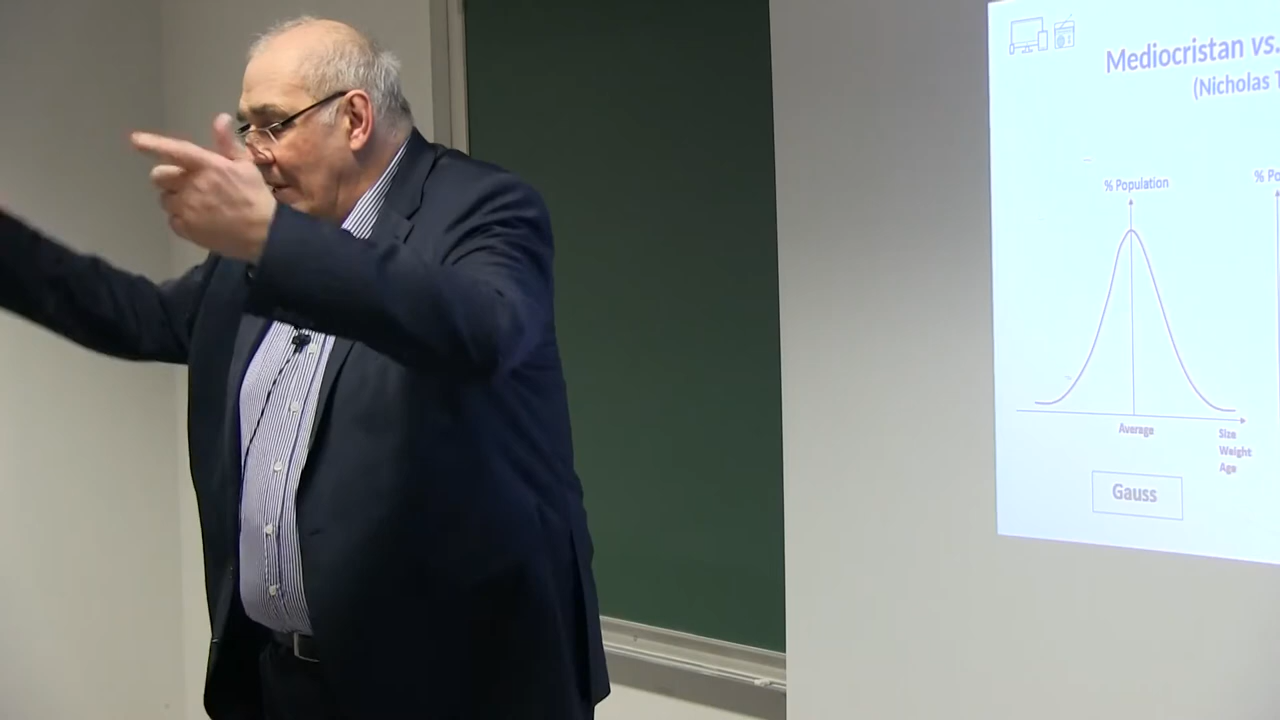 Mediocristan vs.
(Nicholas T
% Population
% Po
Average
Size
Weight
Age
Gauss